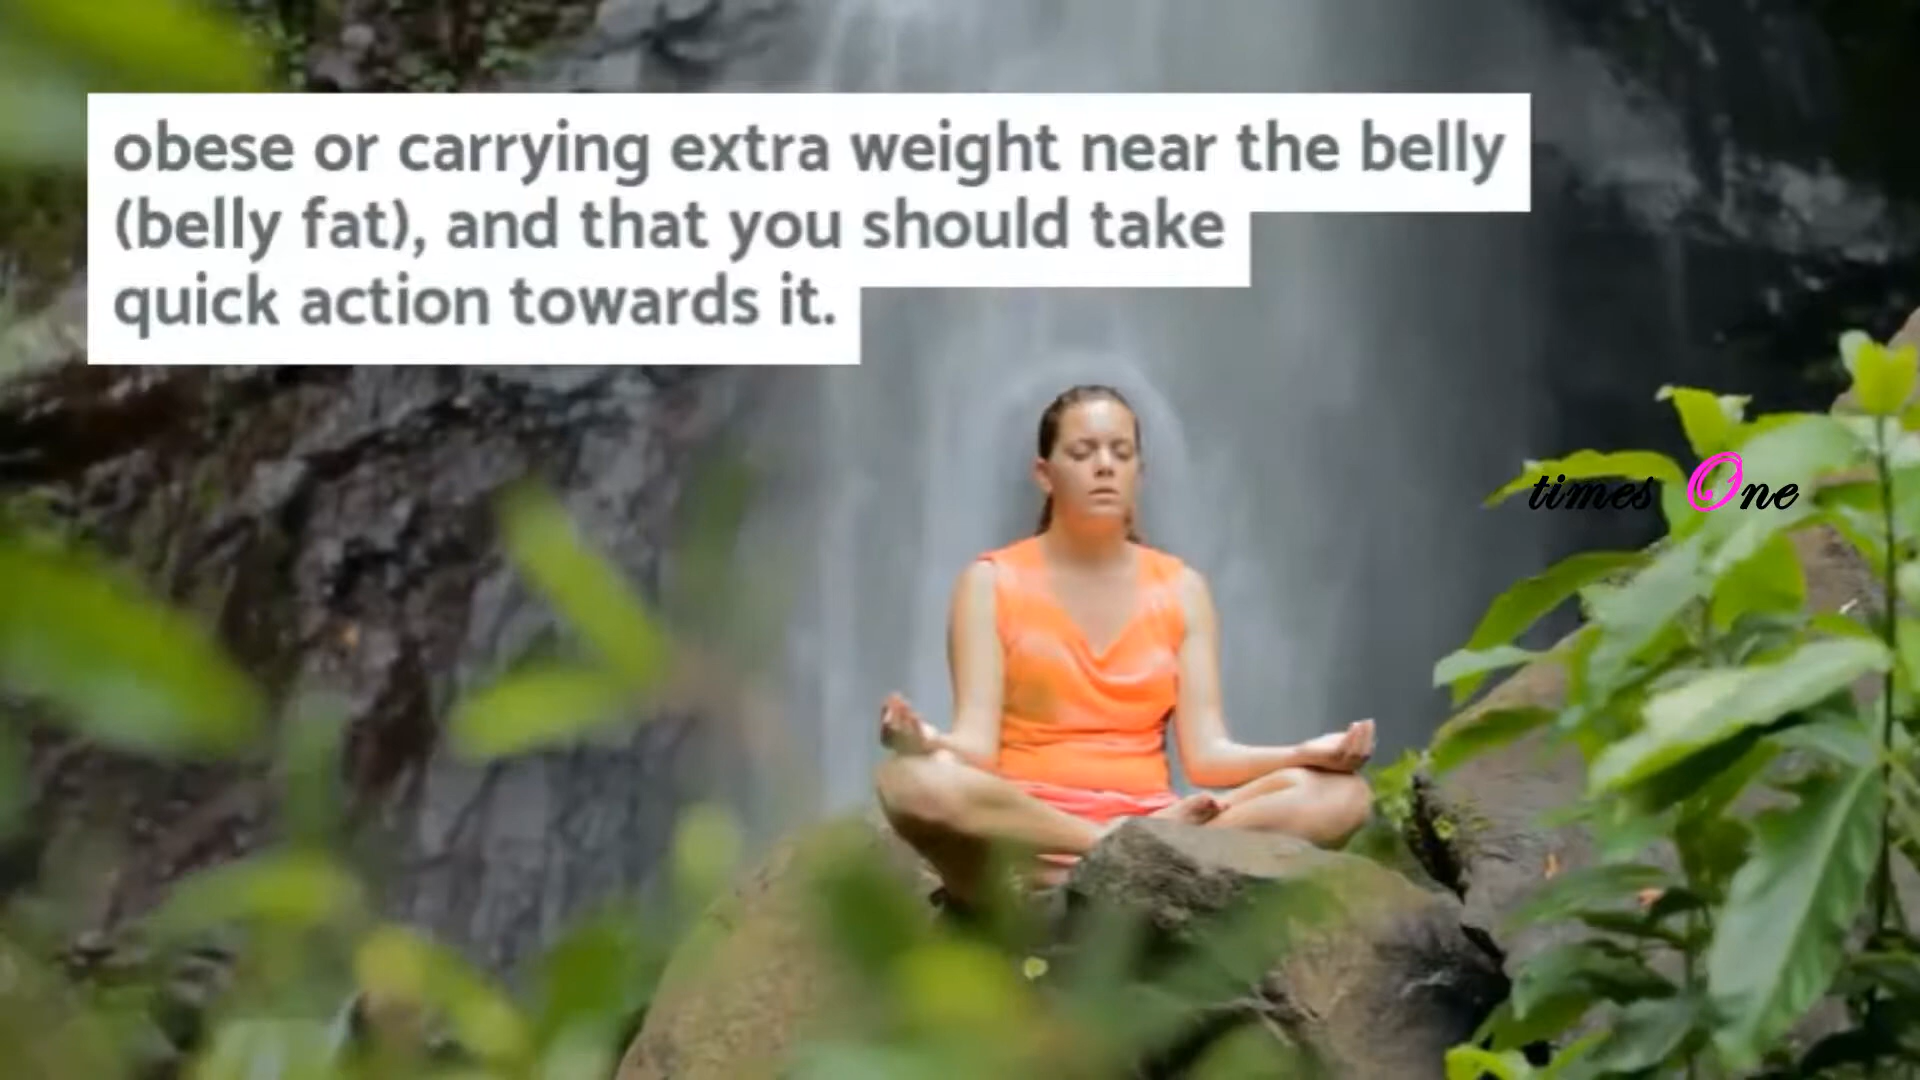 obese or carrying extra weight near the belly
(belly fat), and that you should take
quick action towards it.
times One